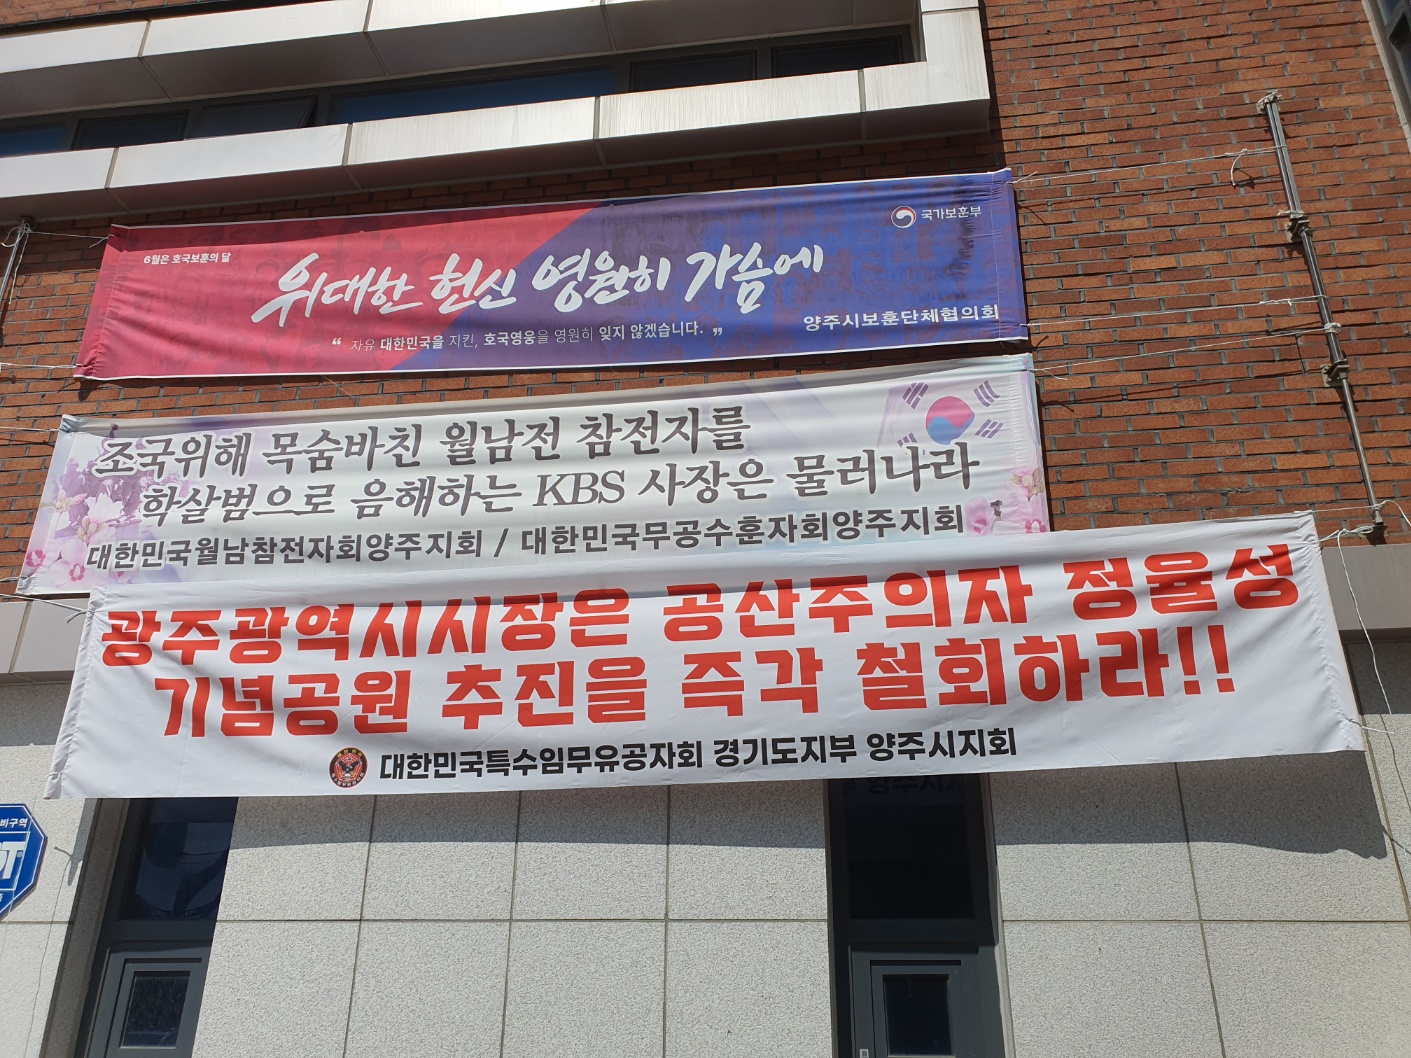 6월은 호국보훈의 달
국가보훈부
위대한 헌신 영원히 가슴에
“ 자유 대한민국을 지킨, 호국영웅을 영원히 잊지 않겠습니다. ”
양주시보훈단체협의회
조국위해 목숨바친 월남전 참전자를
학살범으로 음해하는 KBS 사장은 물러나라
대한민국월남참전자회양주지회 / 대한민국무공수훈자회양주지회
광주광역시시장은 공산주의자 정율성
기념공원 추진을 즉각 철회하라!!
대한민국특수임무유공자회 경기도지부 양주시지회
비구역